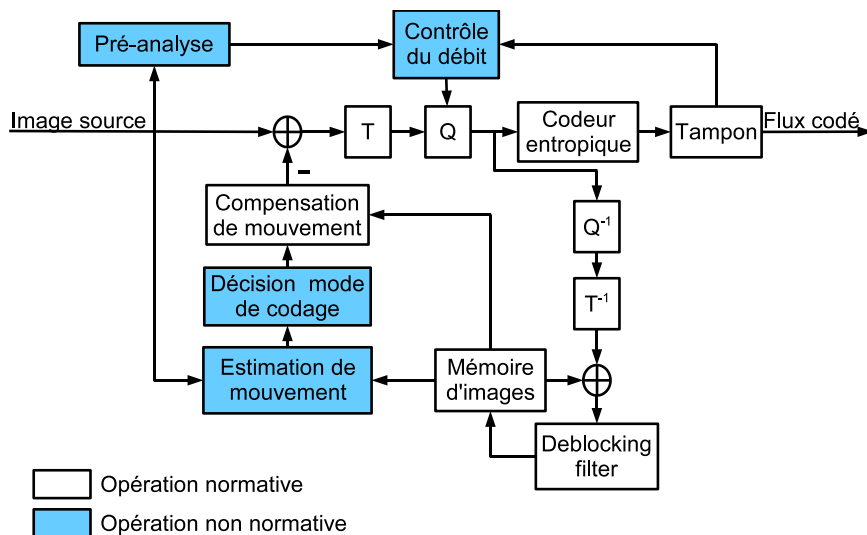 Pré-analyse
Contrôle
du débit
Image source
T
Q
Codeur
entropique
Tampon
Flux codé
-
Compensation
de mouvement
Q-1
Décision mode
de codage
T-1
Estimation de
mouvement
Mémoire
d'images
Deblocking
filter
Opération normative
Opération non normative